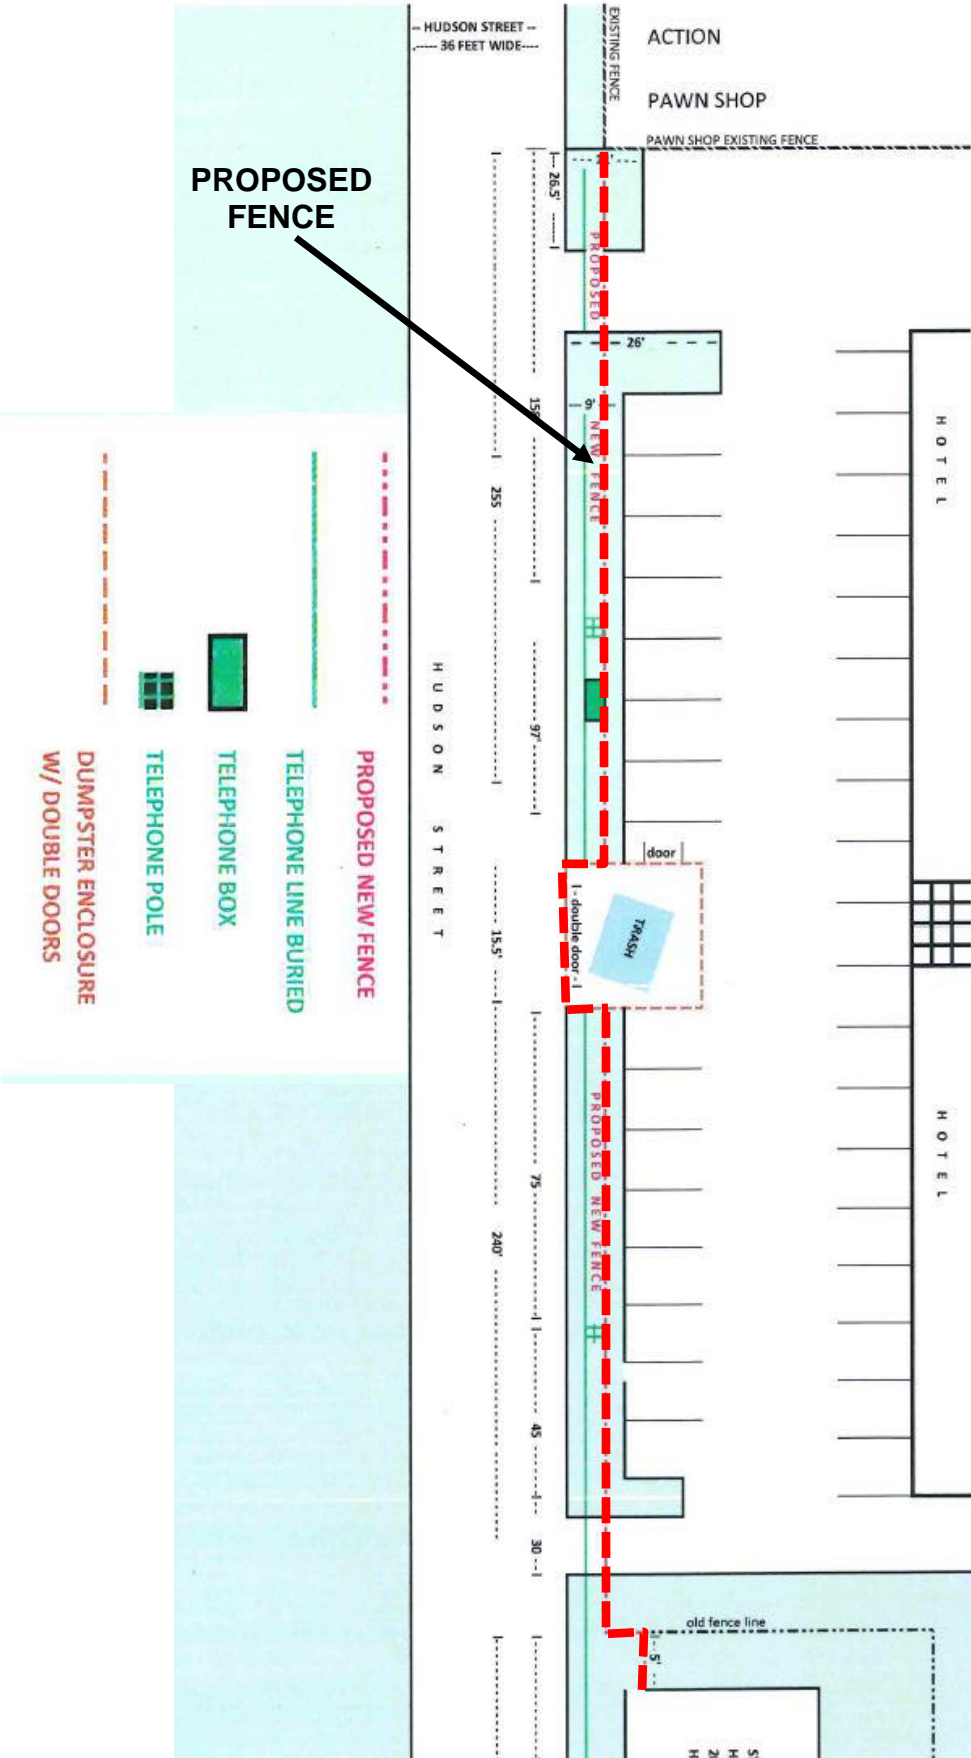 -- HUDSON STREET --
----- 36 FEET WIDE----
EXISTING FENCE
ACTION
PAWN SHOP
PAWN SHOP EXISTING FENCE
PROPOSED
FENCE
26.5'
PROPOSED
26'
9'
NEW FENCE
255
97'
HOTEL
HUDSON STREET
PROPOSED NEW FENCE
TELEPHONE LINE BURIED
TELEPHONE BOX
TELEPHONE POLE
DUMPSTER ENCLOSURE
W/ DOUBLE DOORS
door
I - double door - I
TRASH
15.5'
PROPOSED NEW FENCE
75
240'
HOTEL
45
30
old fence line
5'